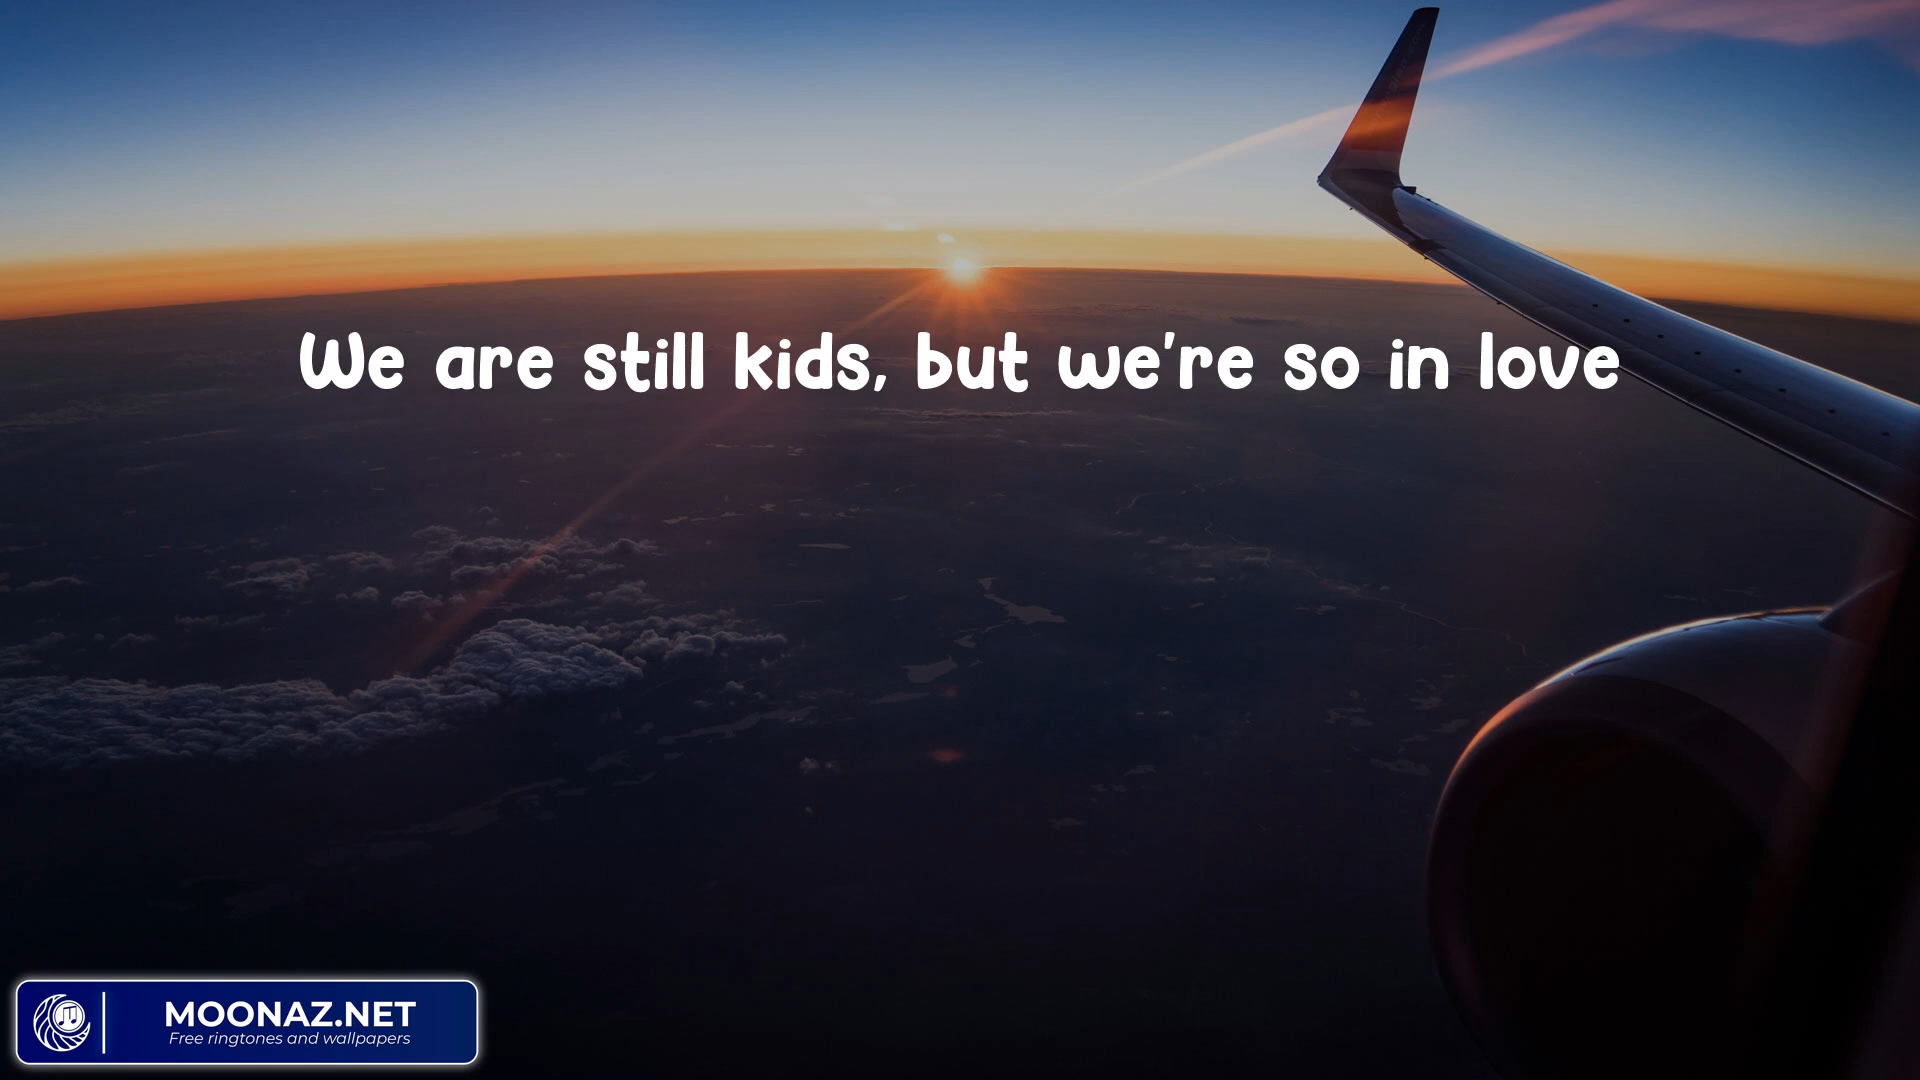 We are still kids, but we're so in love
MOONAZ.NET
Free ringtones and wallpapers